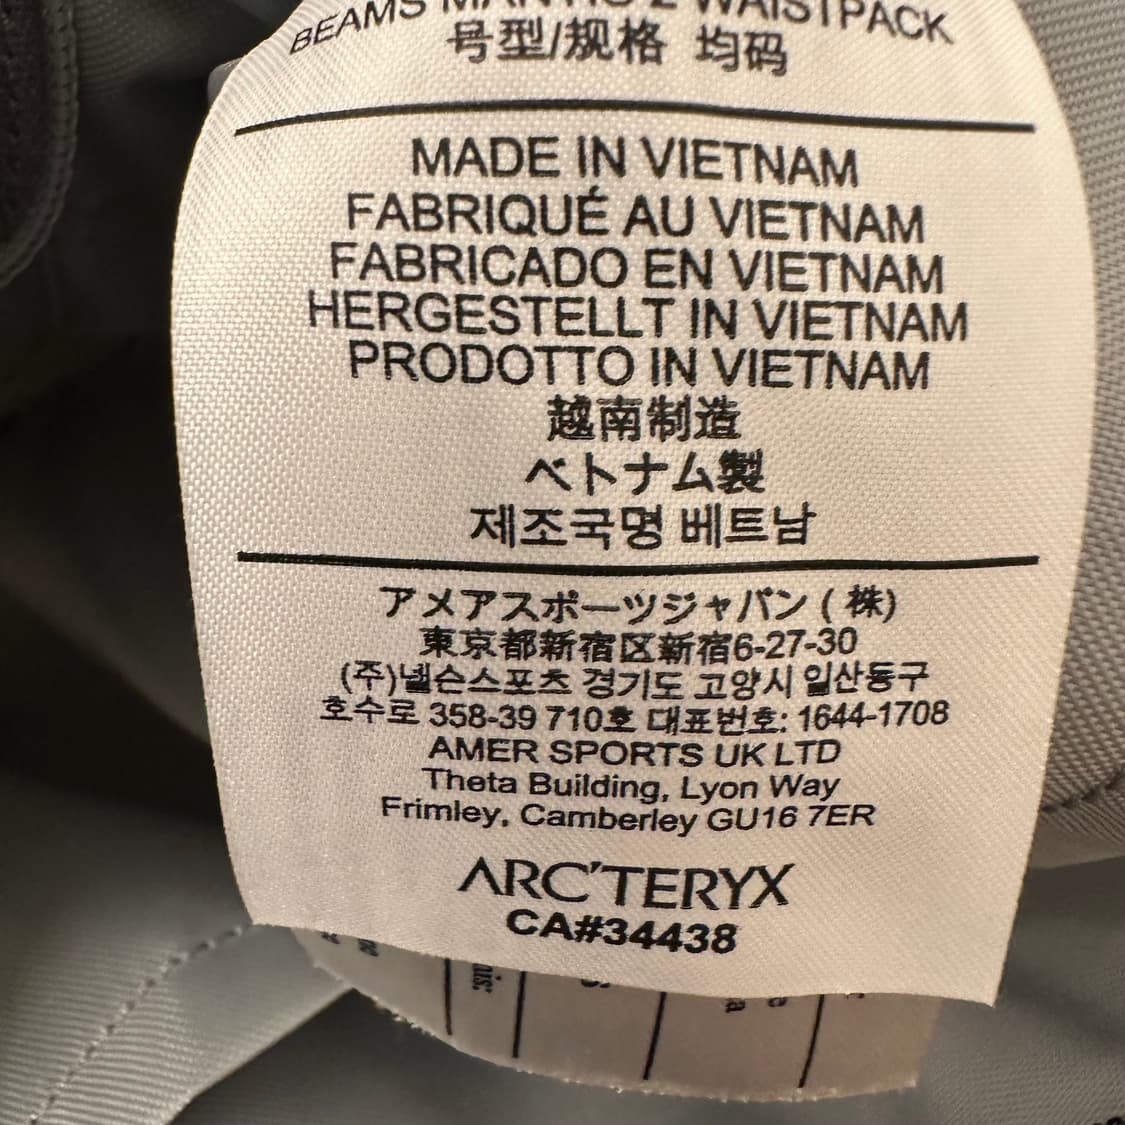 BEAMS MANTIS 2 WAISTPACK
号型/规格 均码
MADE IN VIETNAM
FABRIQUÉ AU VIETNAM
FABRICADO EN VIETNAM
HERGESTELLT IN VIETNAM
PRODOTTO IN VIETNAM
越南制造
ベトナム製
제조국명 베트남
アメアスポーツジャパン ( 株)
東京都新宿区新宿6-27-30
(주)넬슨스포츠 경기도 고양시 일산동구
호수로 358-39 710호 대표번호: 1644-1708
AMER SPORTS UK LTD
Theta Building, Lyon Way
Frimley, Camberley GU16 7ER
ARC'TERYX
CA#34438